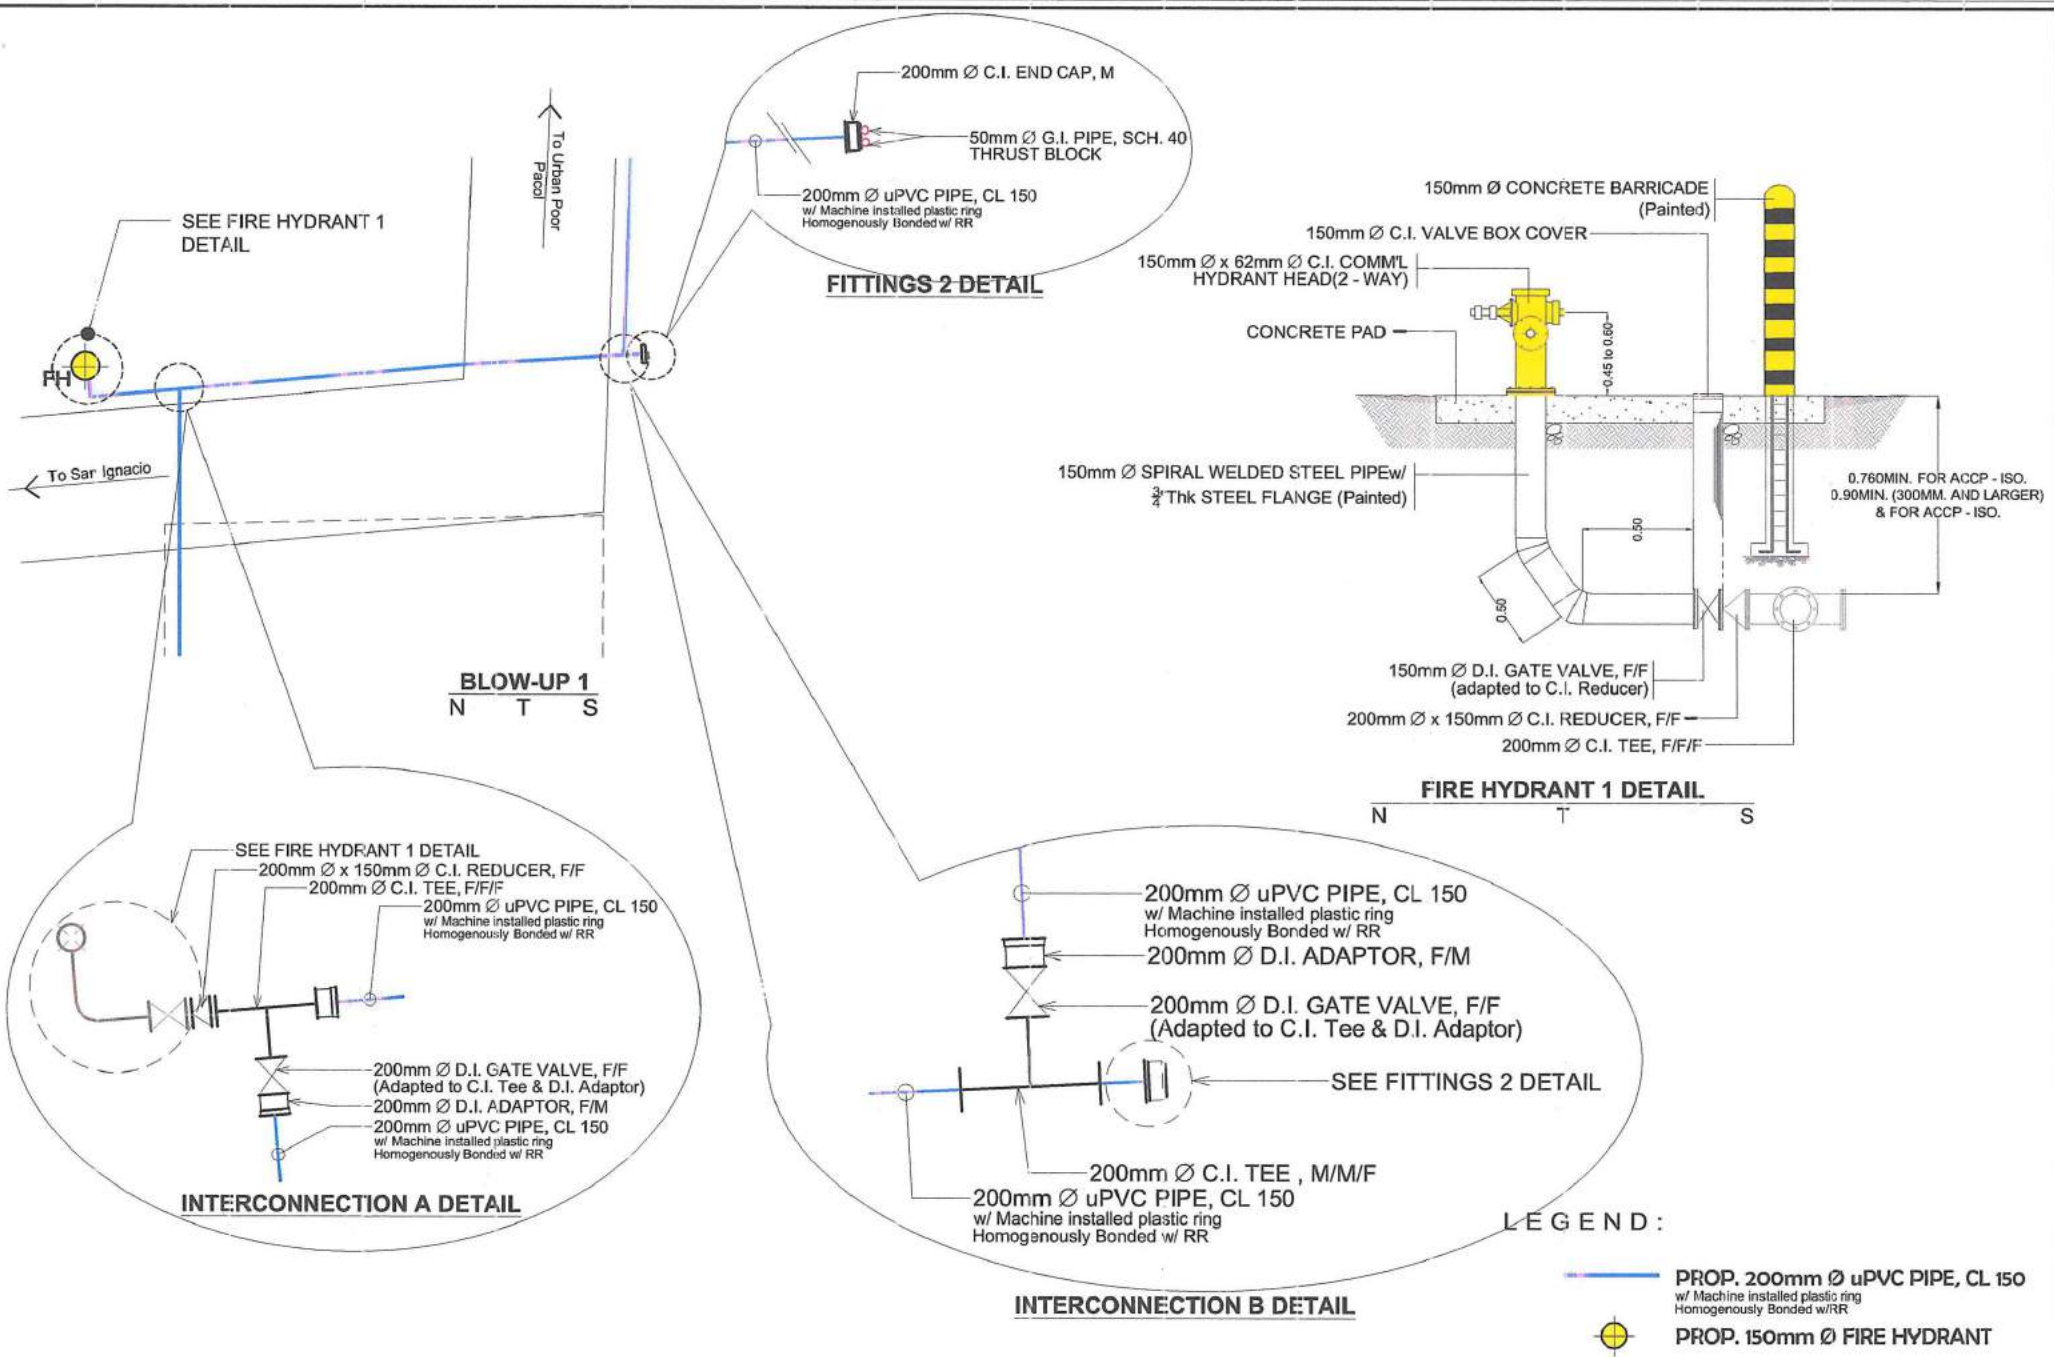 200mm Ø C.I. END CAP, M
50mm Ø G.I. PIPE, SCH. 40
THRUST BLOCK
200mm Ø uPVC PIPE, CL 150
w/ Machine installed plastic ring
Homogenously Bonded w/ RR
FITTINGS 2 DETAIL
To Urban Poor
Pacol
SEE FIRE HYDRANT 1
DETAIL
FH
To San Ignacio
BLOW-UP 1
N T S
150mm Ø CONCRETE BARRICADE
(Painted)
150mm Ø C.I. VALVE BOX COVER
150mm Ø x 62mm Ø C.I. COMM'L
HYDRANT HEAD(2 - WAY)
CONCRETE PAD
0.45 to 0.60
150mm Ø SPIRAL WELDED STEEL PIPEw/
3/4" Thk STEEL FLANGE (Painted)
0.50
0.50
0.760MIN. FOR ACCP - ISO.
0.90MIN. (300MM. AND LARGER)
& FOR ACCP - ISO.
150mm Ø D.I. GATE VALVE, F/F
(adapted to C.I. Reducer)
200mm Ø x 150mm Ø C.I. REDUCER, F/F
200mm Ø C.I. TEE, F/F/F
FIRE HYDRANT 1 DETAIL
N T S
SEE FIRE HYDRANT 1 DETAIL
200mm Ø x 150mm Ø C.I. REDUCER, F/F
200mm Ø C.I. TEE, F/F/F
200mm Ø uPVC PIPE, CL 150
w/ Machine installed plastic ring
Homogenously Bonded w/ RR
200mm Ø D.I. GATE VALVE, F/F
(Adapted to C.I. Tee & D.I. Adaptor)
200mm Ø D.I. ADAPTOR, F/M
200mm Ø uPVC PIPE, CL 150
w/ Machine installed plastic ring
Homogenously Bonded w/ RR
INTERCONNECTION A DETAIL
200mm Ø uPVC PIPE, CL 150
w/ Machine installed plastic ring
Homogenously Bonded w/ RR
200mm Ø D.I. ADAPTOR, F/M
200mm Ø D.I. GATE VALVE, F/F
(Adapted to C.I. Tee & D.I. Adaptor)
SEE FITTINGS 2 DETAIL
200mm Ø C.I. TEE , M/M/F
200mm Ø uPVC PIPE, CL 150
w/ Machine installed plastic ring
Homogenously Bonded w/ RR
INTERCONNECTION B DETAIL
LEGEND:
PROP. 200mm Ø uPVC PIPE, CL 150
w/ Machine installed plastic ring
Homogenously Bonded w/RR
PROP. 150mm Ø FIRE HYDRANT